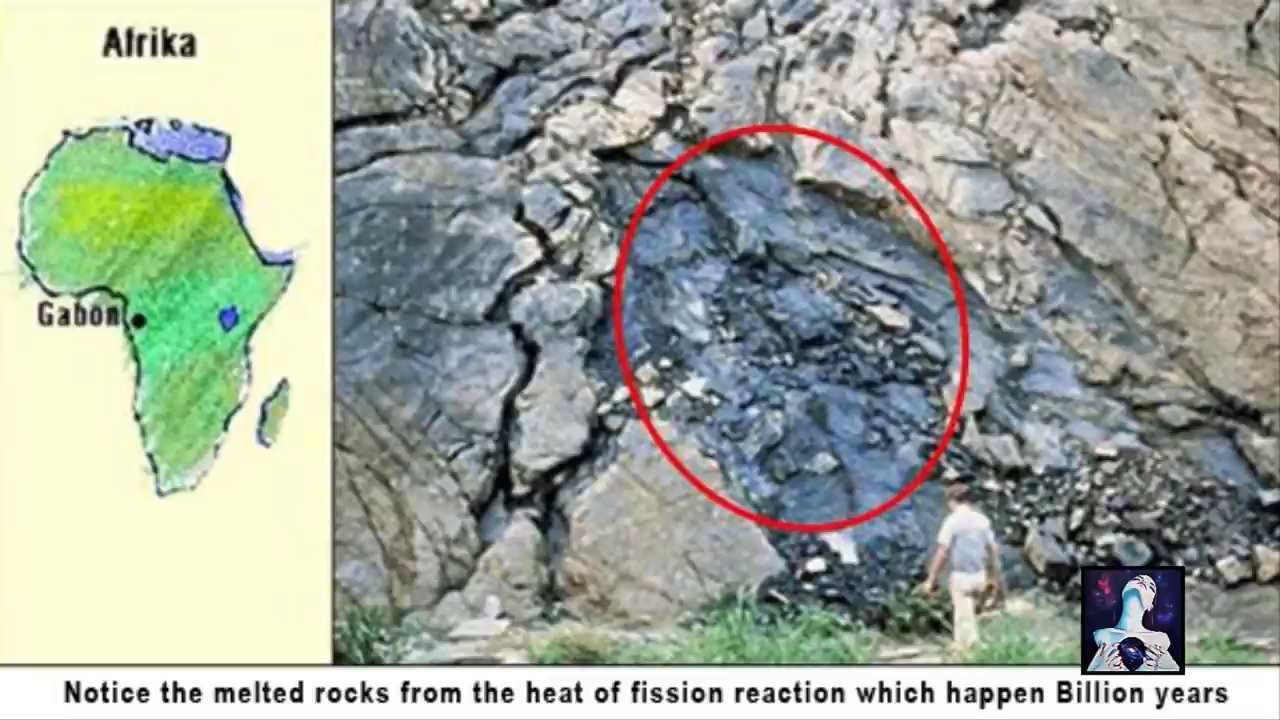 Afrika
Gabon
Notice the melted rocks from the heat of fission reaction which happen Billion years